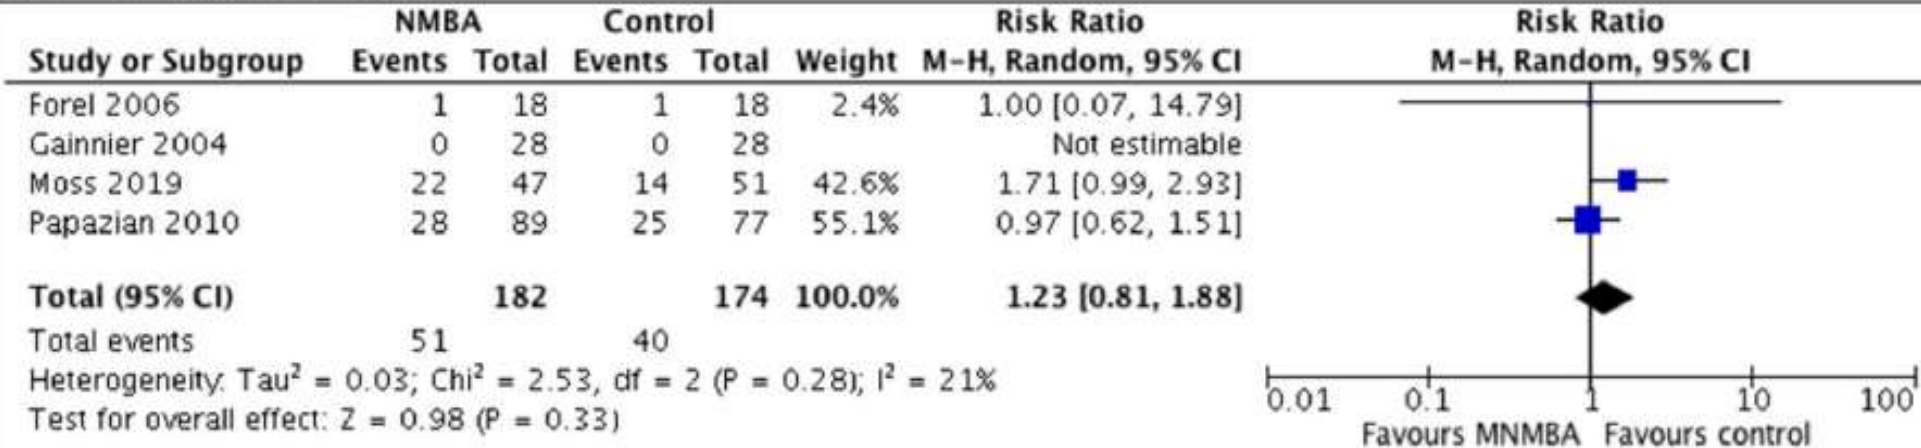 NMBA Control Risk Ratio Risk Ratio
Study or Subgroup Events Total Events Total Weight M-H, Random, 95% CI M-H, Random, 95% CI
Forel 2006 1 18 1 18 2.4% 1.00 [0.07, 14.79]
Gainnier 2004 0 28 0 28 Not estimable
Moss 2019 22 47 14 51 42.6% 1.71 [0.99, 2.93]
Papazian 2010 28 89 25 77 55.1% 0.97 [0.62, 1.51]
Total (95% CI) 182 174 100.0% 1.23 [0.81, 1.88]
Total events 51 40
Heterogeneity: Tau² = 0.03; Chi² = 2.53, df = 2 (P = 0.28); I² = 21%
Test for overall effect: Z = 0.98 (P = 0.33)
0.01 0.1 1 10 100
Favours MNMBA Favours control